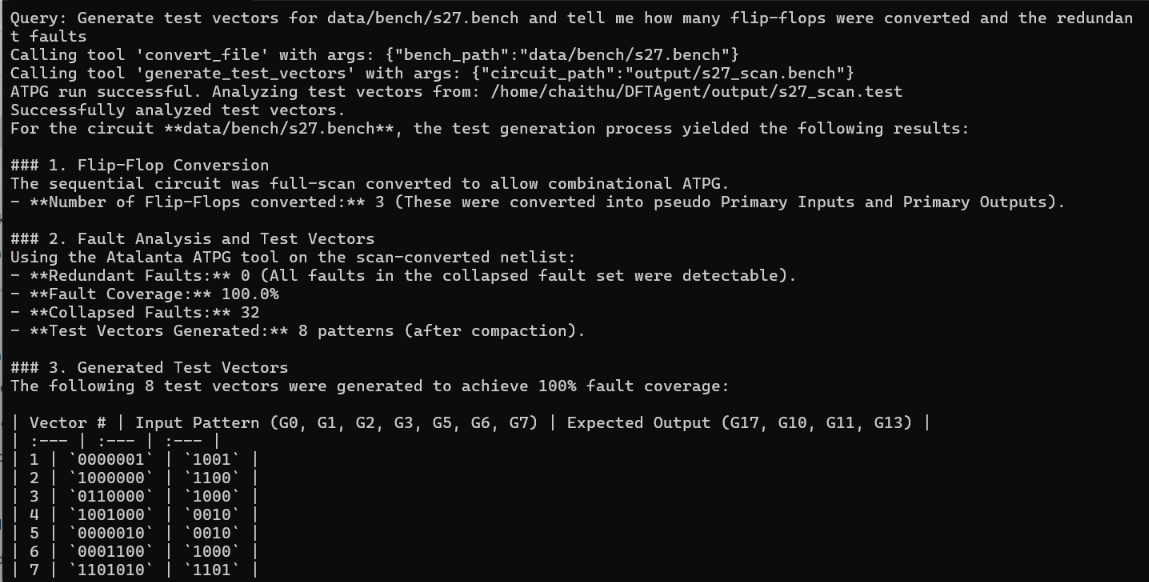 Query: Generate test vectors for data/bench/s27.bench and tell me how many flip-flops were converted and the redundan
t faults
Calling tool 'convert_file' with args: {"bench_path":"data/bench/s27.bench"}
Calling tool 'generate_test_vectors' with args: {"circuit_path":"output/s27_scan.bench"}
ATPG run successful. Analyzing test vectors from: /home/chaithu/DFTAgent/output/s27_scan.test
Successfully analyzed test vectors.
For the circuit **data/bench/s27.bench**, the test generation process yielded the following results:
### 1. Flip-Flop Conversion
The sequential circuit was full-scan converted to allow combinational ATPG.
- **Number of Flip-Flops converted:** 3 (These were converted into pseudo Primary Inputs and Primary Outputs).
### 2. Fault Analysis and Test Vectors
Using the Atalanta ATPG tool on the scan-converted netlist:
- **Redundant Faults:** 0 (All faults in the collapsed fault set were detectable).
- **Fault Coverage:** 100.0%
- **Collapsed Faults:** 32
- **Test Vectors Generated:** 8 patterns (after compaction).
### 3. Generated Test Vectors
The following 8 test vectors were generated to achieve 100% fault coverage:
| Vector # | Input Pattern (G0, G1, G2, G3, G5, G6, G7) | Expected Output (G17, G10, G11, G13) |
| :--- | :--- | :--- |
| 1 | `0000001` | `1001` |
| 2 | `1000000` | `1100` |
| 3 | `0110000` | `1000` |
| 4 | `1001000` | `0010` |
| 5 | `0000010` | `0010` |
| 6 | `0001100` | `1000` |
| 7 | `1101010` | `1101` |